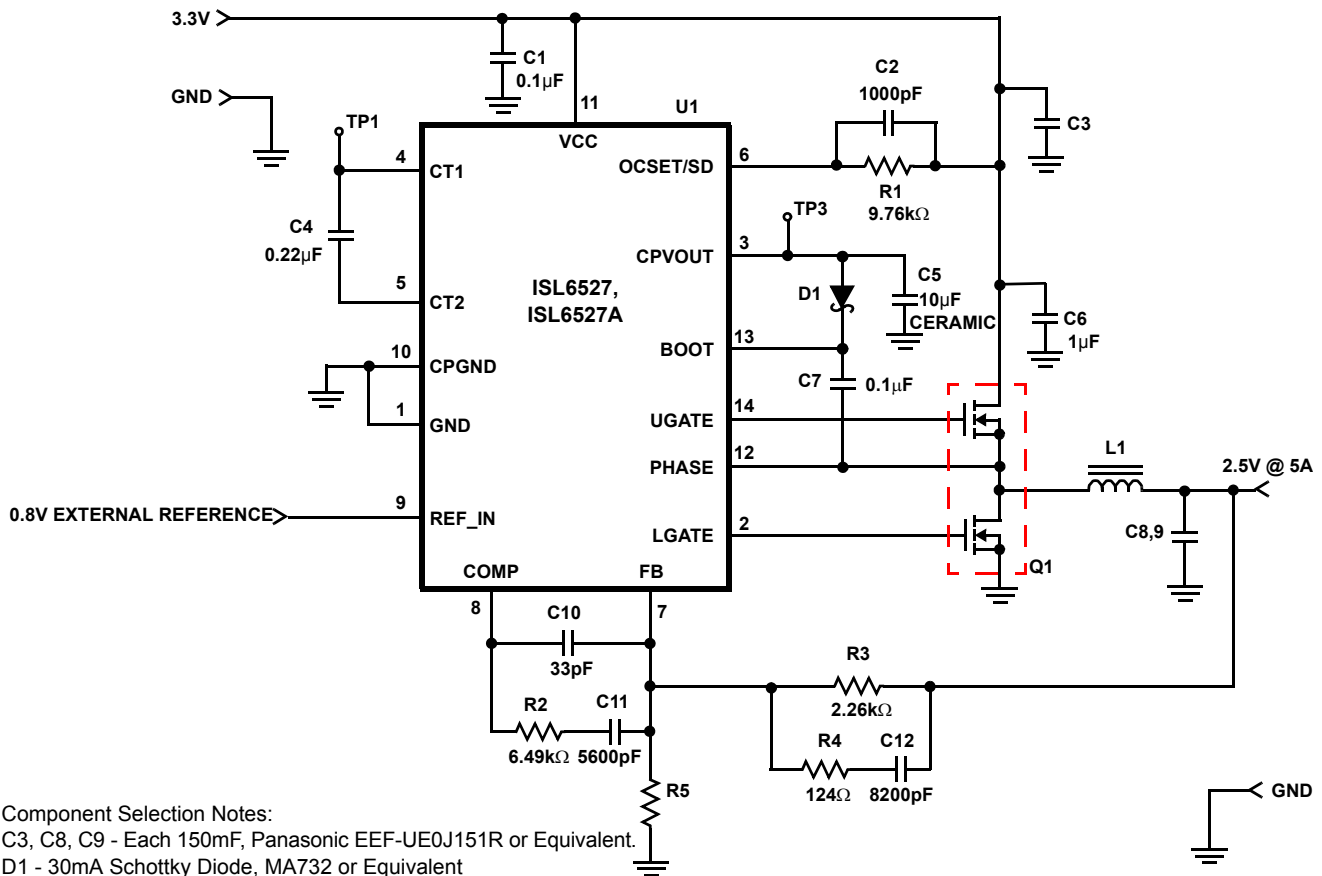 3.3V
C1
0.1µF
C2
1000pF
GND
TP1
11
U1
C3
VCC
4
CT1
OCSET/SD
6
R1
9.76kΩ
C4
0.22µF
TP3
CPVOUT
3
5
CT2
ISL6527,
ISL6527A
D1
C5
10µF
CERAMIC
C6
1µF
BOOT
13
10
CPGND
C7
0.1µF
1
GND
UGATE
14
PHASE
12
L1
2.5V @ 5A
0.8V EXTERNAL REFERENCE
9
REF_IN
LGATE
2
C8,9
COMP
FB
Q1
8
7
C10
33pF
R3
2.26kΩ
R2
6.49kΩ
C11
5600pF
R4
124Ω
C12
8200pF
R5
GND
Component Selection Notes:
C3, C8, C9 - Each 150mF, Panasonic EEF-UE0J151R or Equivalent.
D1 - 30mA Schottky Diode, MA732 or Equivalent